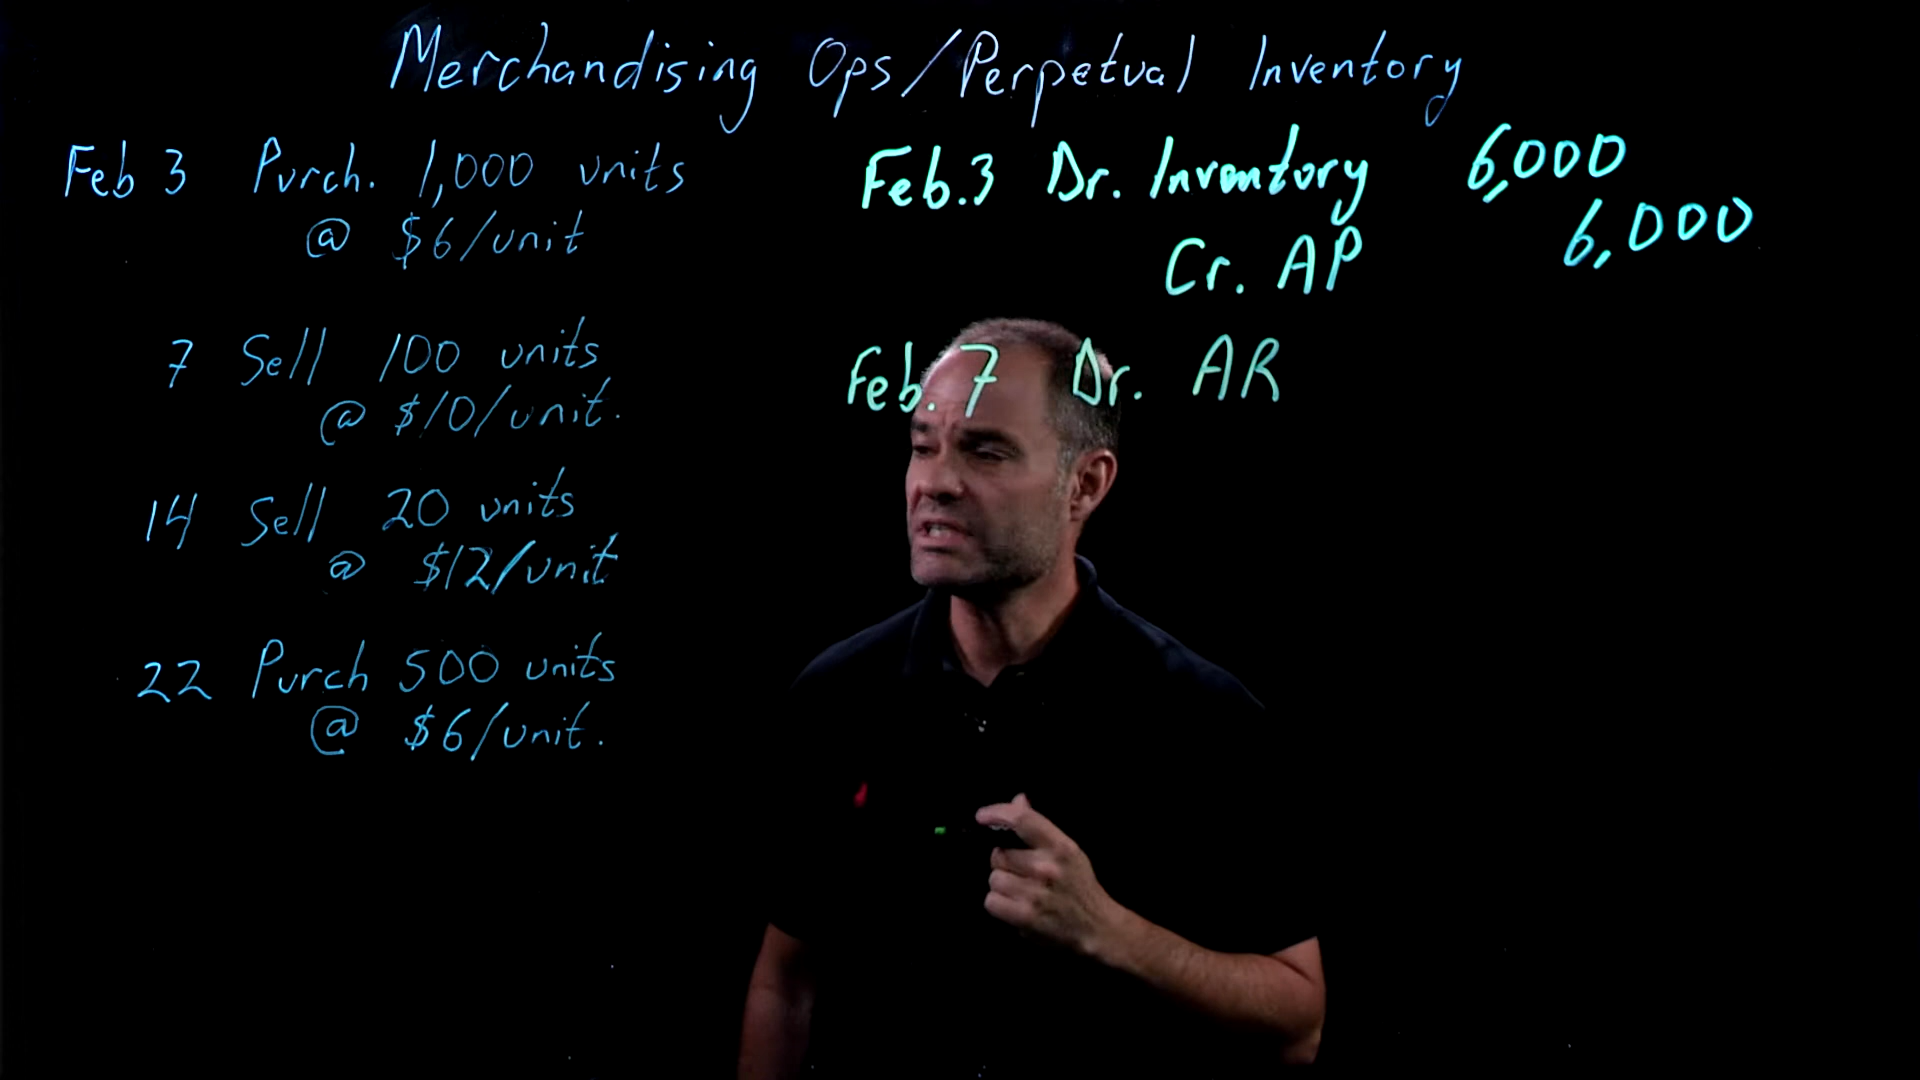 Merchandising Ops/Perpetual Inventory
Feb 3 Purch. 1,000 units
@ $6/unit
7 Sell 100 units
@ $10/unit.
14 Sell 20 units
@ $12/unit
22 Purch 500 units
@ $6/unit.
Feb.3 Dr. Inventory 6,000
Cr. AP 6,000
Feb.7 Dr. AR